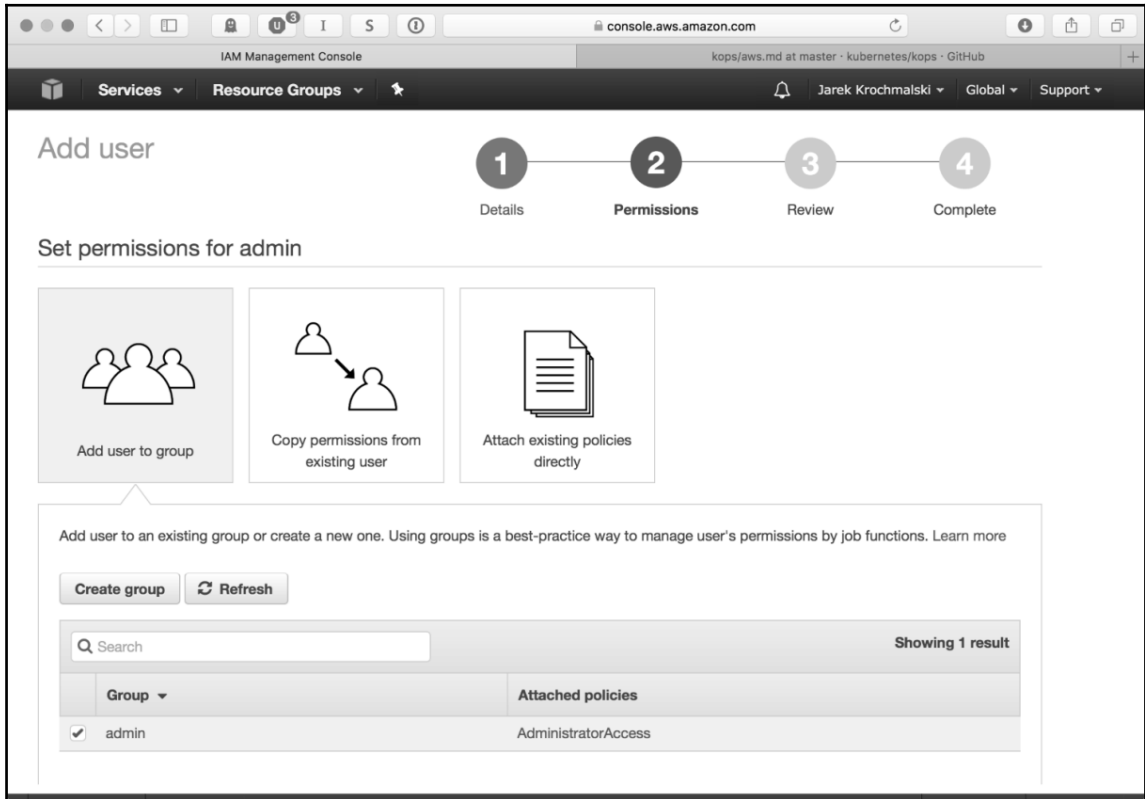 3
I
S
console.aws.amazon.com
IAM Management Console
kops/aws.md at master · kubernetes/kops · GitHub
Services
Resource Groups
Jarek Krochmalski
Global
Support
Add user
1
2
3
4
Details
Permissions
Review
Complete
Set permissions for admin
Add user to group
Copy permissions from
existing user
Attach existing policies
directly
Add user to an existing group or create a new one. Using groups is a best-practice way to manage user's permissions by job functions. Learn more
Create group
Refresh
Search
Showing 1 result
Group
Attached policies
admin
AdministratorAccess